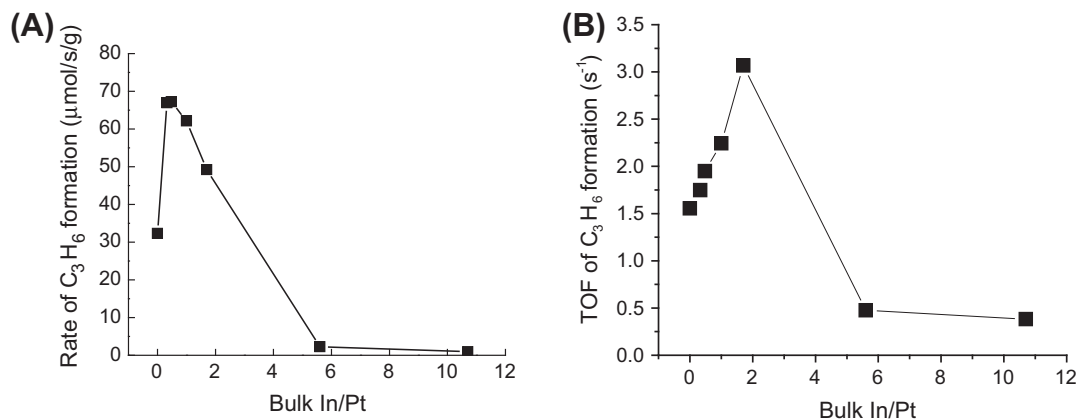 (A)
80
70
60
50
40
30
20
10
0
Rate of C3H6 formation (μmol/s/g)
0 2 4 6 8 10 12
Bulk In/Pt
(B)
3.5
3.0
2.5
2.0
1.5
1.0
0.5
0.0
TOF of C3H6 formation (s-1)
0 2 4 6 8 10 12
Bulk In/Pt